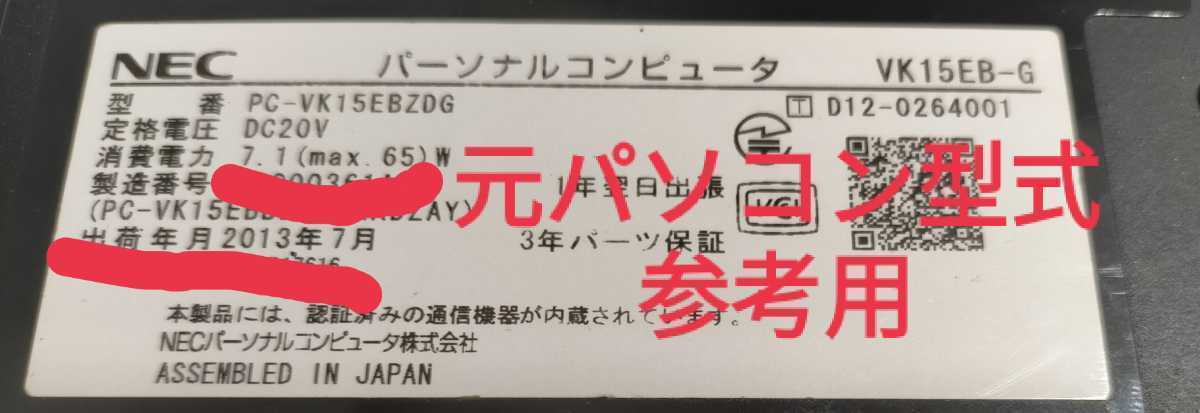 NEC パーソナルコンピュータ VK15EB-G
型 番 PC-VK15EBZDG
T D12-0264001
定格電圧 DC20V
消費電力 7.1(max.65)W
製造番号
元パソコン型式
1年翌日出張
(PC-VK15EB
ZAY)
VCCI
出荷年月 2013年7月
3年パーツ保証
参考用
本製品には、認証済みの通信機器が内蔵されています。
NECパーソナルコンピュータ株式会社
ASSEMBLED IN JAPAN